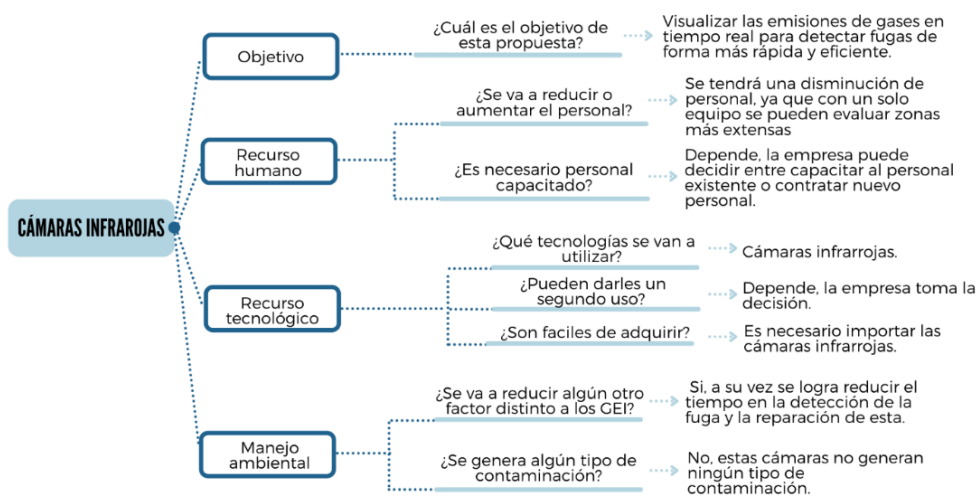 CÁMARAS INFRAROJAS
Objetivo
¿Cuál es el objetivo de
esta propuesta?
Visualizar las emisiones de gases en
tiempo real para detectar fugas de
forma más rápida y eficiente.
Recurso
humano
¿Se va a reducir o
aumentar el personal?
Se tendrá una disminución de
personal, ya que con un solo
equipo se pueden evaluar zonas
más extensas
¿Es necesario personal
capacitado?
Depende, la empresa puede
decidir entre capacitar al personal
existente o contratar nuevo
personal.
Recurso
tecnológico
¿Qué tecnologías se van a
utilizar?
Cámaras infrarrojas.
¿Pueden darles un
segundo uso?
Depende, la empresa toma la
decisión.
¿Son faciles de adquirir?
Es necesario importar las
cámaras infrarrojas.
Manejo
ambiental
¿Se va a reducir algún otro
factor distinto a los GEI?
Si, a su vez se logra reducir el
tiempo en la detección de la
fuga y la reparación de esta.
¿Se genera algún tipo de
contaminación?
No, estas cámaras no generan
ningún tipo de
contaminación.